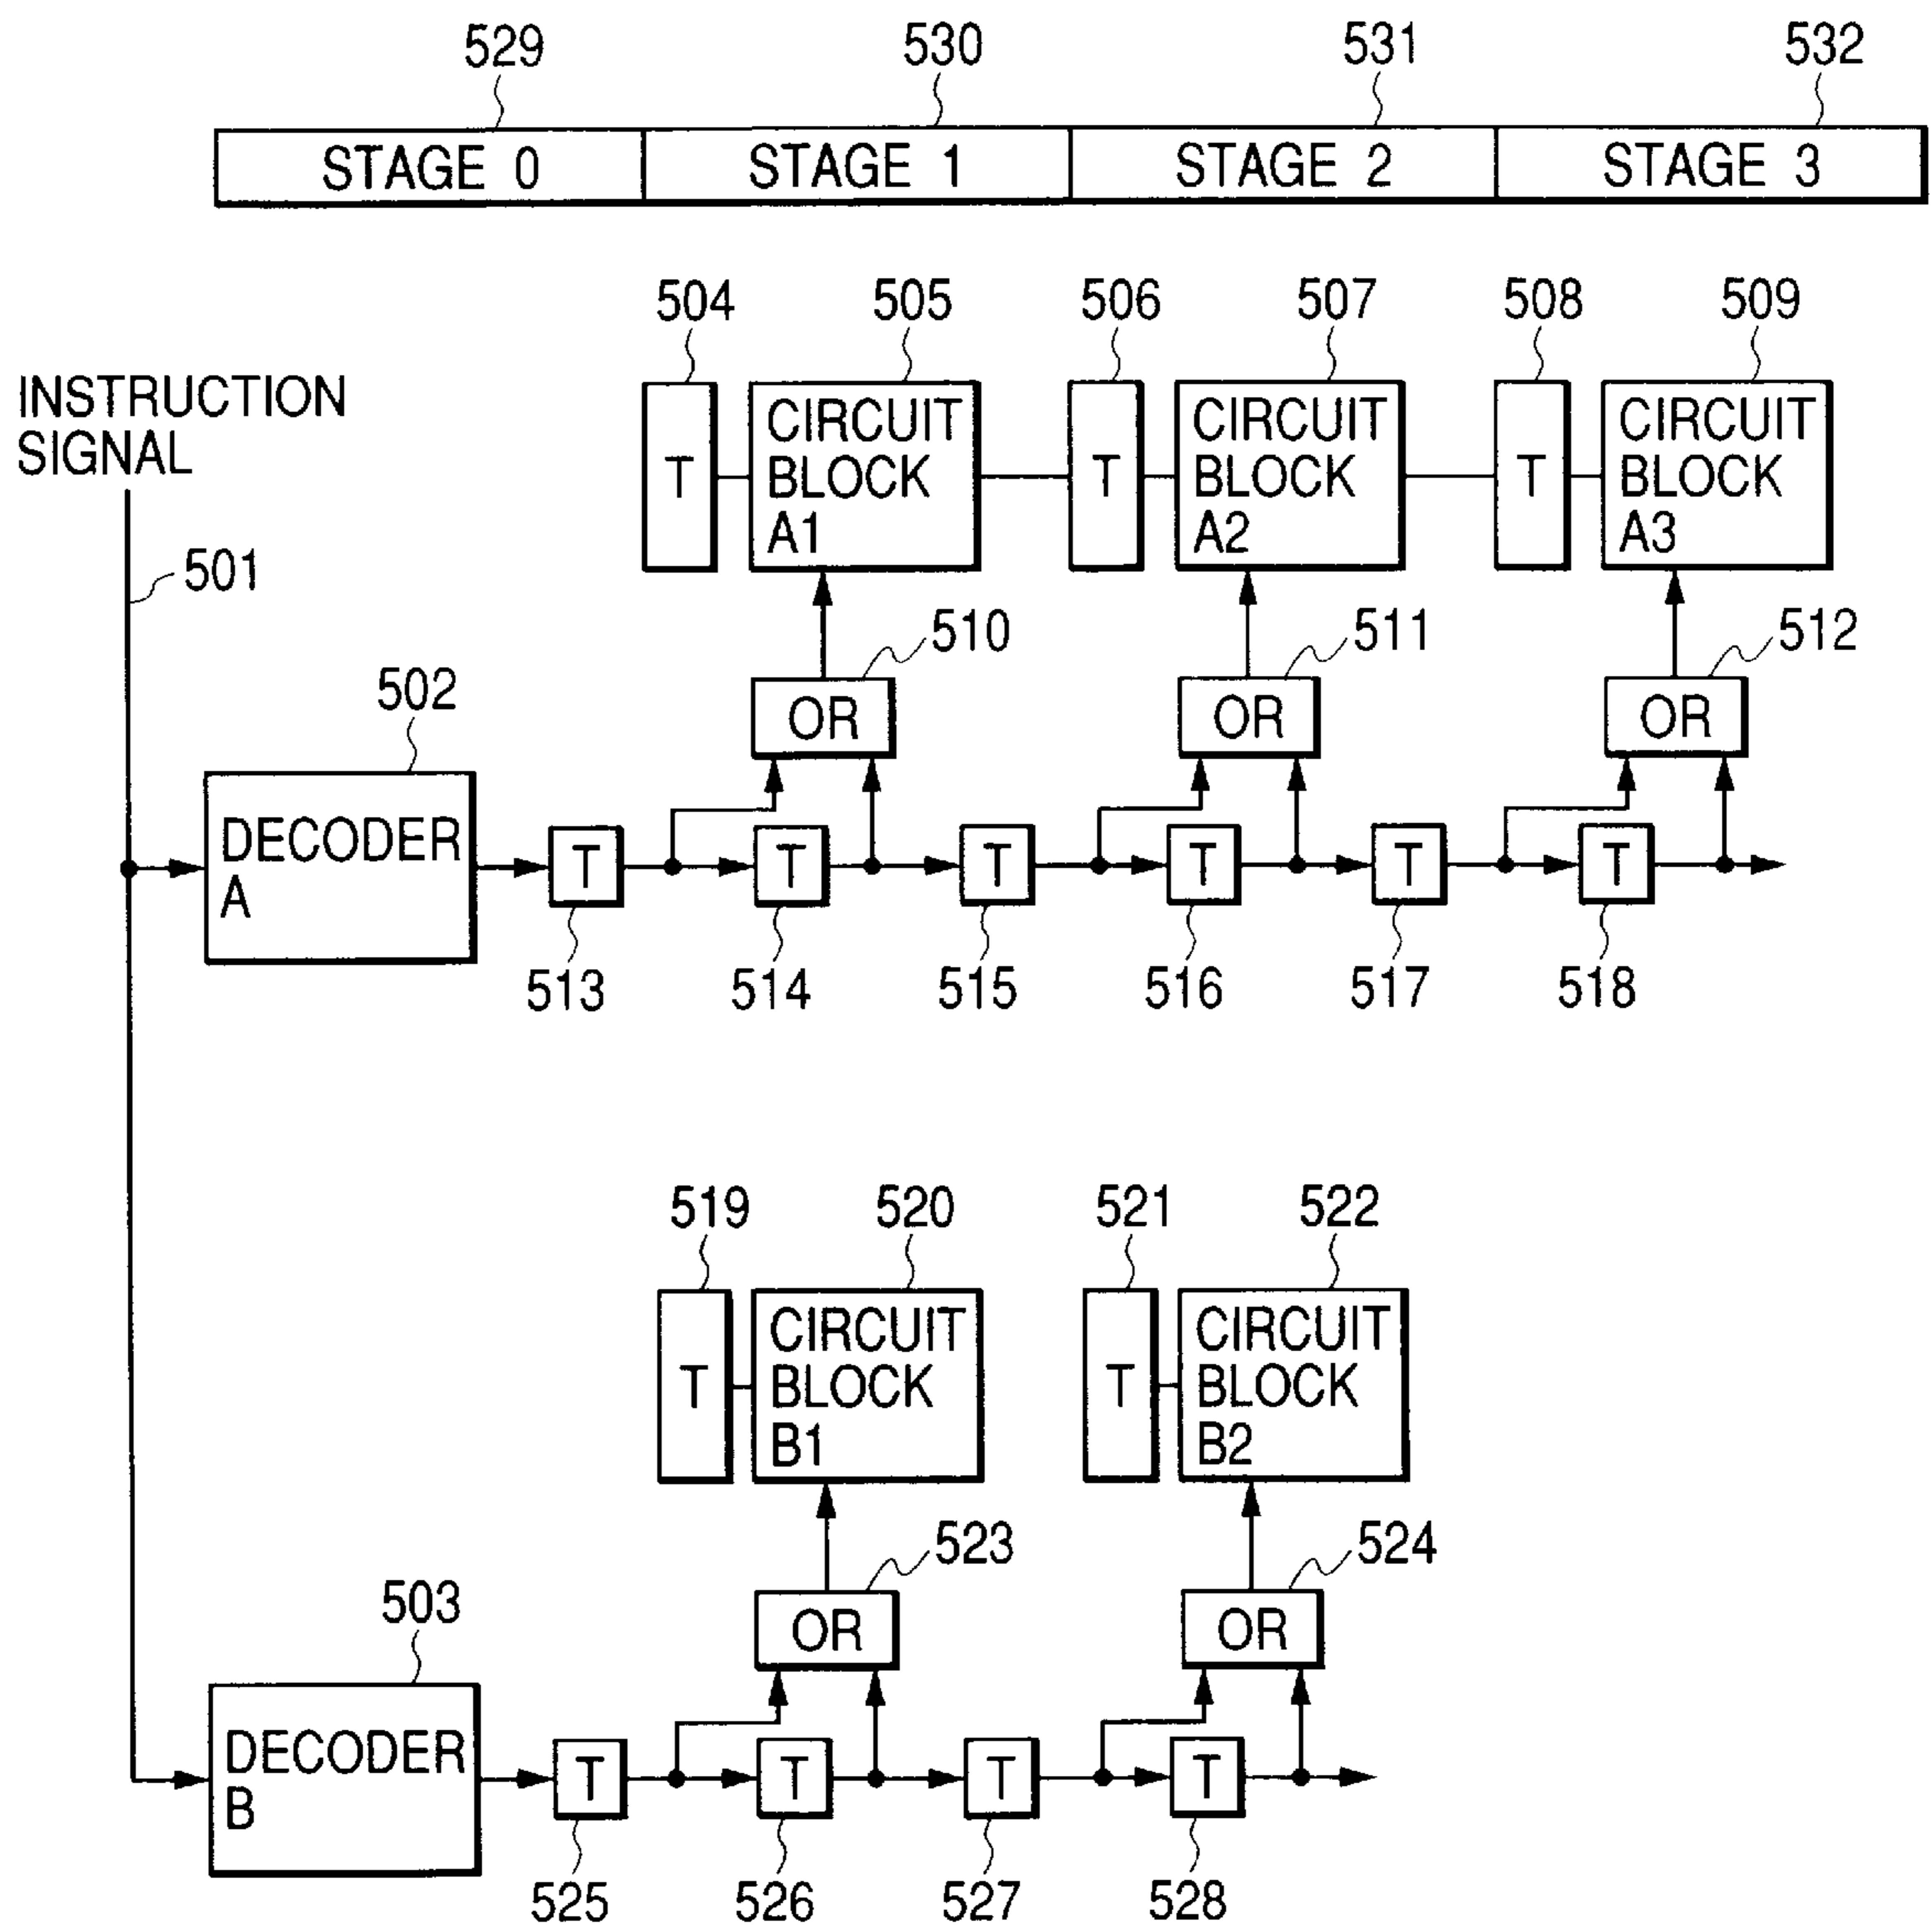 529 530 531 532
STAGE 0 STAGE 1 STAGE 2 STAGE 3
504 505 506 507 508 509
INSTRUCTION
SIGNAL
T
CIRCUIT
BLOCK
A1
T
CIRCUIT
BLOCK
A2
T
CIRCUIT
BLOCK
A3
501
510 511 512
502
OR OR OR
DECODER
A
T T T T T T
513 514 515 516 517 518
519 520 521 522
T
CIRCUIT
BLOCK
B1
T
CIRCUIT
BLOCK
B2
523 524
503
OR OR
DECODER
B
T T T T
525 526 527 528